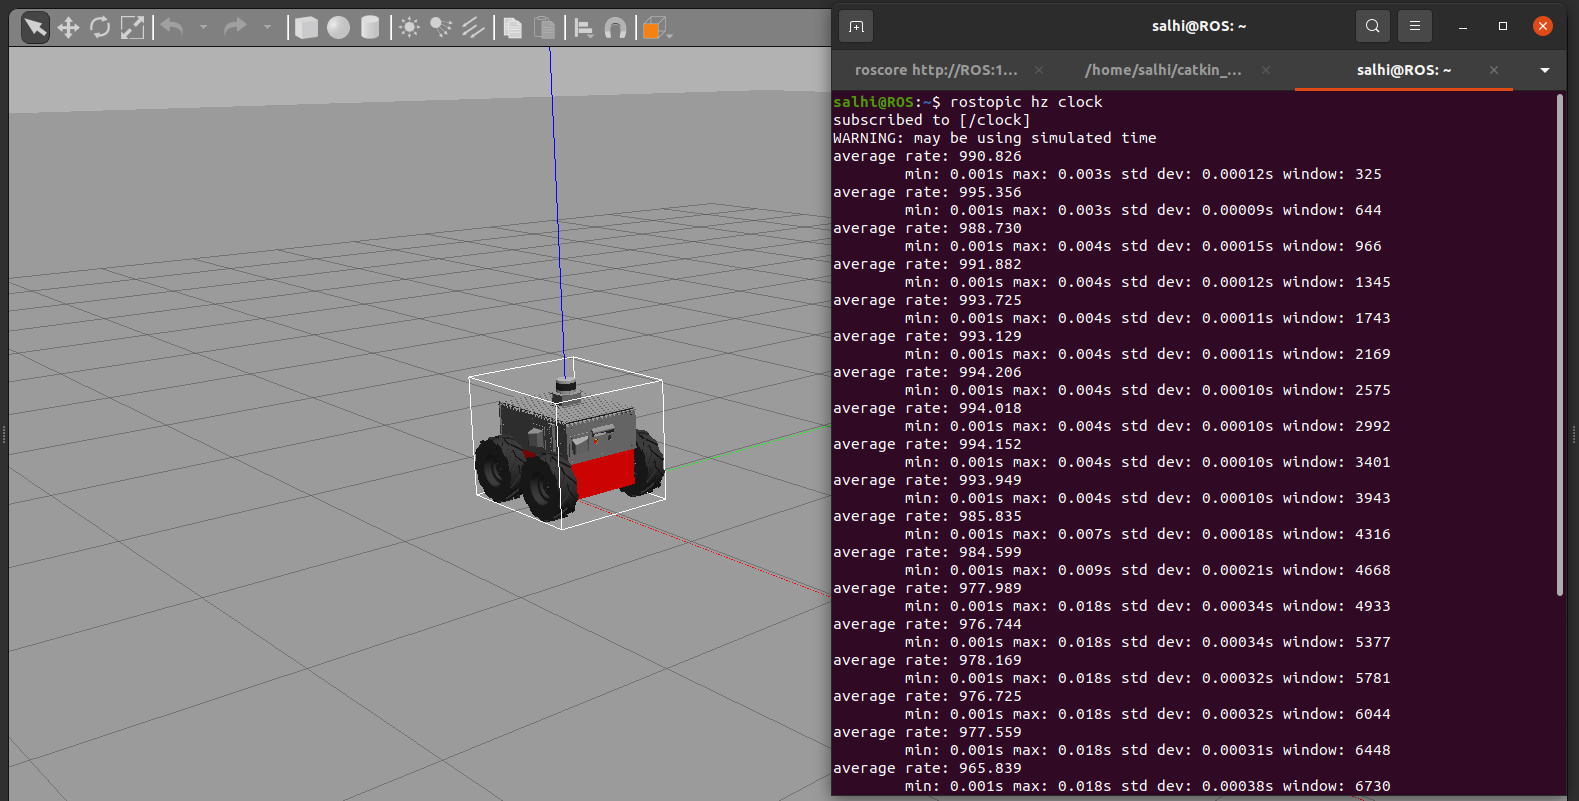 salhi@ROS: ~
roscore http://ROS:1...
/home/salhi/catkin_...
salhi@ROS: ~
salhi@ROS:~$ rostopic hz clock
subscribed to [/clock]
WARNING: may be using simulated time
average rate: 990.826
min: 0.001s max: 0.003s std dev: 0.00012s window: 325
average rate: 995.356
min: 0.001s max: 0.003s std dev: 0.00009s window: 644
average rate: 988.730
min: 0.001s max: 0.004s std dev: 0.00015s window: 966
average rate: 991.882
min: 0.001s max: 0.004s std dev: 0.00012s window: 1345
average rate: 993.725
min: 0.001s max: 0.004s std dev: 0.00011s window: 1743
average rate: 993.129
min: 0.001s max: 0.004s std dev: 0.00011s window: 2169
average rate: 994.206
min: 0.001s max: 0.004s std dev: 0.00010s window: 2575
average rate: 994.018
min: 0.001s max: 0.004s std dev: 0.00010s window: 2992
average rate: 994.152
min: 0.001s max: 0.004s std dev: 0.00010s window: 3401
average rate: 993.949
min: 0.001s max: 0.004s std dev: 0.00010s window: 3943
average rate: 985.835
min: 0.001s max: 0.007s std dev: 0.00018s window: 4316
average rate: 984.599
min: 0.001s max: 0.009s std dev: 0.00021s window: 4668
average rate: 977.989
min: 0.001s max: 0.018s std dev: 0.00034s window: 4933
average rate: 976.744
min: 0.001s max: 0.018s std dev: 0.00034s window: 5377
average rate: 978.169
min: 0.001s max: 0.018s std dev: 0.00032s window: 5781
average rate: 976.725
min: 0.001s max: 0.018s std dev: 0.00032s window: 6044
average rate: 977.559
min: 0.001s max: 0.018s std dev: 0.00031s window: 6448
average rate: 965.839
min: 0.001s max: 0.018s std dev: 0.00038s window: 6730